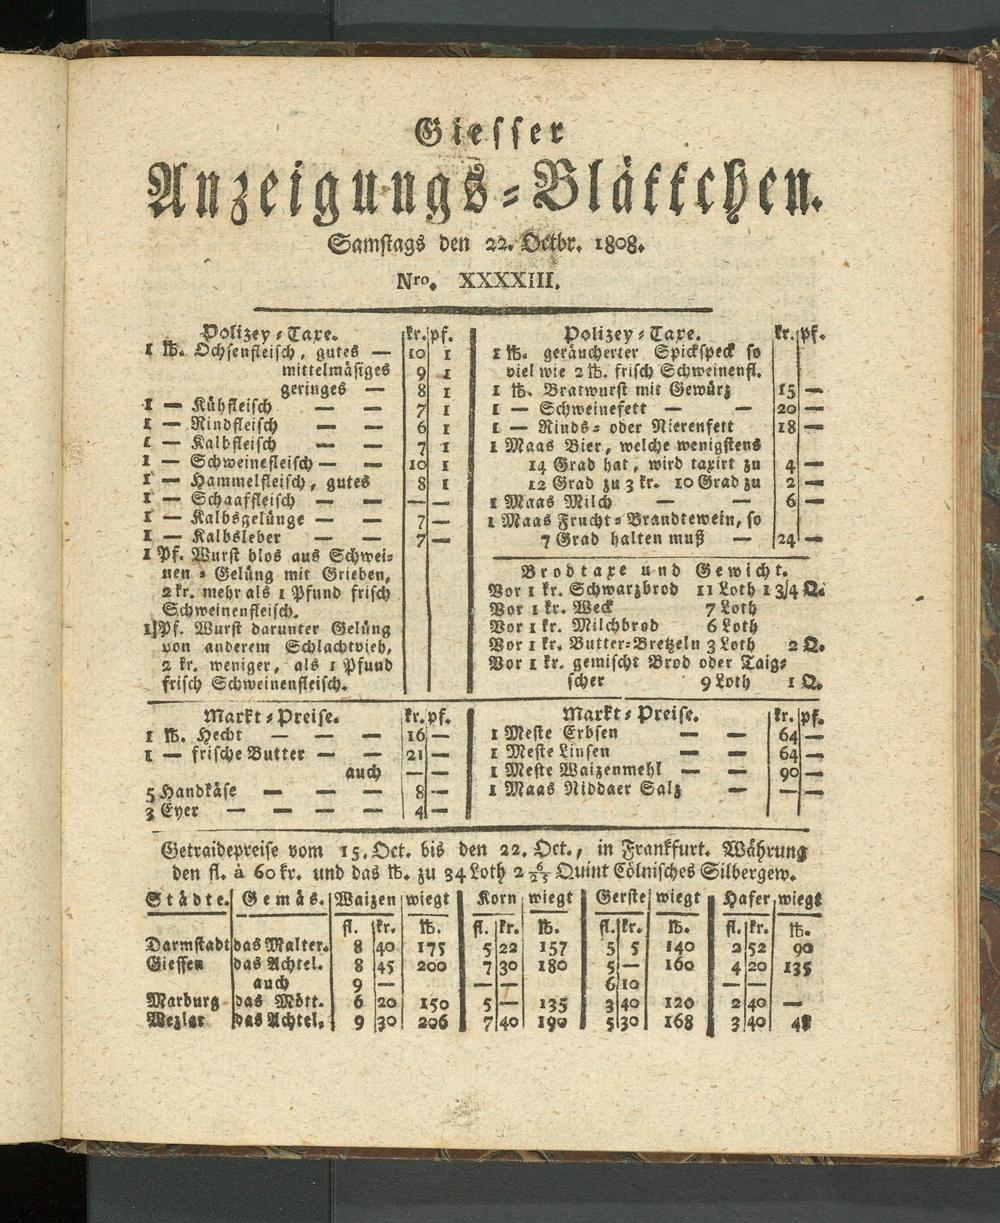 Giesser
Anzeigungs-Blättchen.
Samstags den 22. Octbr. 1808.
Nro. XXXXIII.
Polizey-Taxe. kr. pf.
1 ℔. Ochsenfleisch, gutes — 10 1
mittelmäsiges 9 1
geringes — 8 1
1 — Kühfleisch — — 7 1
1 — Rindfleisch — — 6 1
1 — Kalbfleisch — — 7 1
1 — Schweinefleisch — — 10 1
1 — Hammelfleisch, gutes 8 1
1 — Schaaffleisch — — — —
1 — Kalbsgelünge — — 7 —
1 — Kalbsleber — — 7 —
1 Pf. Wurst blos aus Schwei-
nen-Gelüng mit Grieben,
2 kr. mehr als 1 Pfund frisch
Schweinenfleisch.
1 Pf. Wurst darunter Gelüng
von anderem Schlachtvieh,
2 kr. weniger, als 1 Pfund
frisch Schweinenfleisch.
Polizey-Taxe. kr. pf.
1 ℔. geräucherter Spickspeck so
viel wie 2 ℔. frisch Schweinenfl.
1 ℔. Bratwurst mit Gewürz 15 —
1 — Schweinefett — — 20 —
1 — Rinds- oder Nierenfett 18 —
1 Maas Bier, welche wenigstens
14 Grad hat, wird taxirt zu 4 —
12 Grad zu 3 kr. 10 Grad zu 2 —
1 Maas Milch — — 6 —
1 Maas Frucht-Brandtewein, so
7 Grad halten muß — 24 —
Brodtaxe und Gewicht.
Vor 1 kr. Schwarzbrod 11 Loth 1 3/4 Q.
Vor 1 kr. Weck 7 Loth
Vor 1 kr. Milchbrod 6 Loth
Vor 1 kr. Butter-Bretzeln 3 Loth 2 Q.
Vor 1 kr. gemischt Brod oder Taig-
scher 9 Loth 1 Q.
Markt-Preise. kr. pf.
1 ℔. Hecht — — — 16 —
1 — frische Butter — — 21 —
auch — —
5 Handkäse — — — 8 —
3 Eyer — — — — 4 —
Markt-Preise. kr. pf.
1 Meste Erbsen — — 64 —
1 Meste Linsen — — 64 —
1 Meste Waizenmehl — — 90 —
1 Maas Niddaer Salz — — —
Getraidepreise vom 15. Oct. bis den 22. Oct., in Frankfurt. Währung
den fl. à 60 kr. und das ℔. zu 34 Loth 2 6/25 Quint Cölnisches Silbergew.
Städte. Gemäs. Waizen wiegt Korn wiegt Gerste wiegt Hafer wiegt
fl. kr. ℔. fl. kr. ℔. fl. kr. ℔. fl. kr. ℔.
Darmstadt das Malter. 8 40 175 5 22 157 5 5 140 2 52 90
Giessen das Achtel. 8 45 200 7 30 180 5 — 160 4 20 135
auch 9 — — — 6 10 — —
Marburg das Mött. 6 20 150 5 — 135 3 40 120 2 40 —
Wezlar das Achtel. 9 30 206 7 40 190 5 30 168 3 40